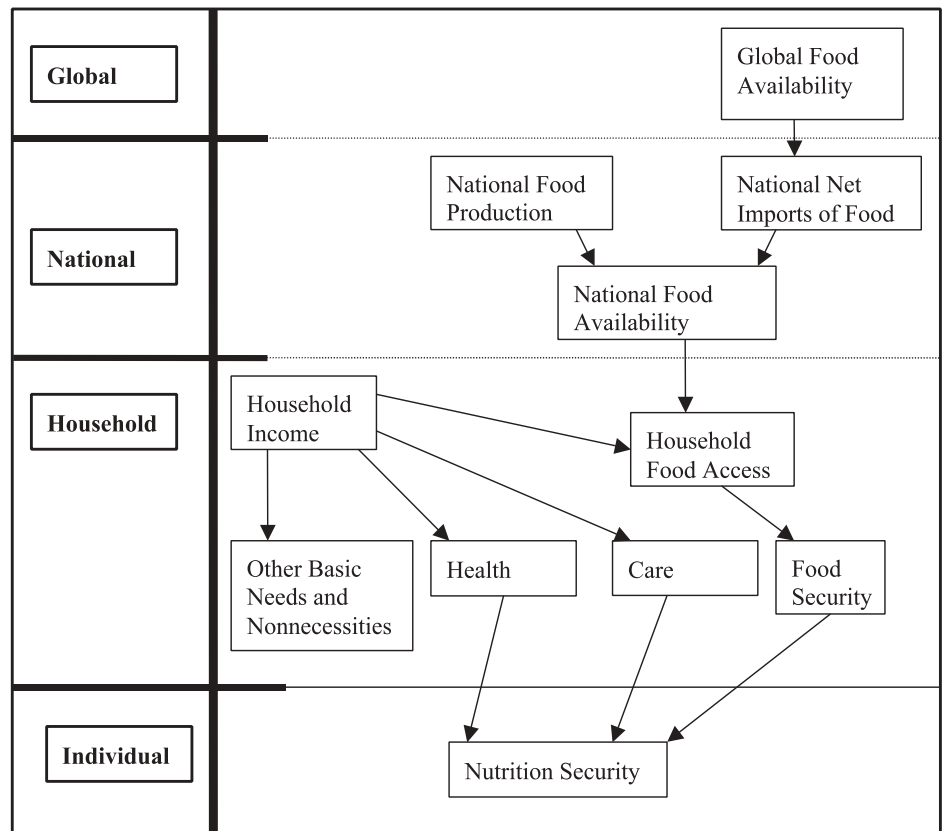 Global
Global Food
Availability
National
National Food
Production
National Net
Imports of Food
National Food
Availability
Household
Household
Income
Household
Food Access
Other Basic
Needs and
Nonnecessities
Health
Care
Food
Security
Individual
Nutrition Security